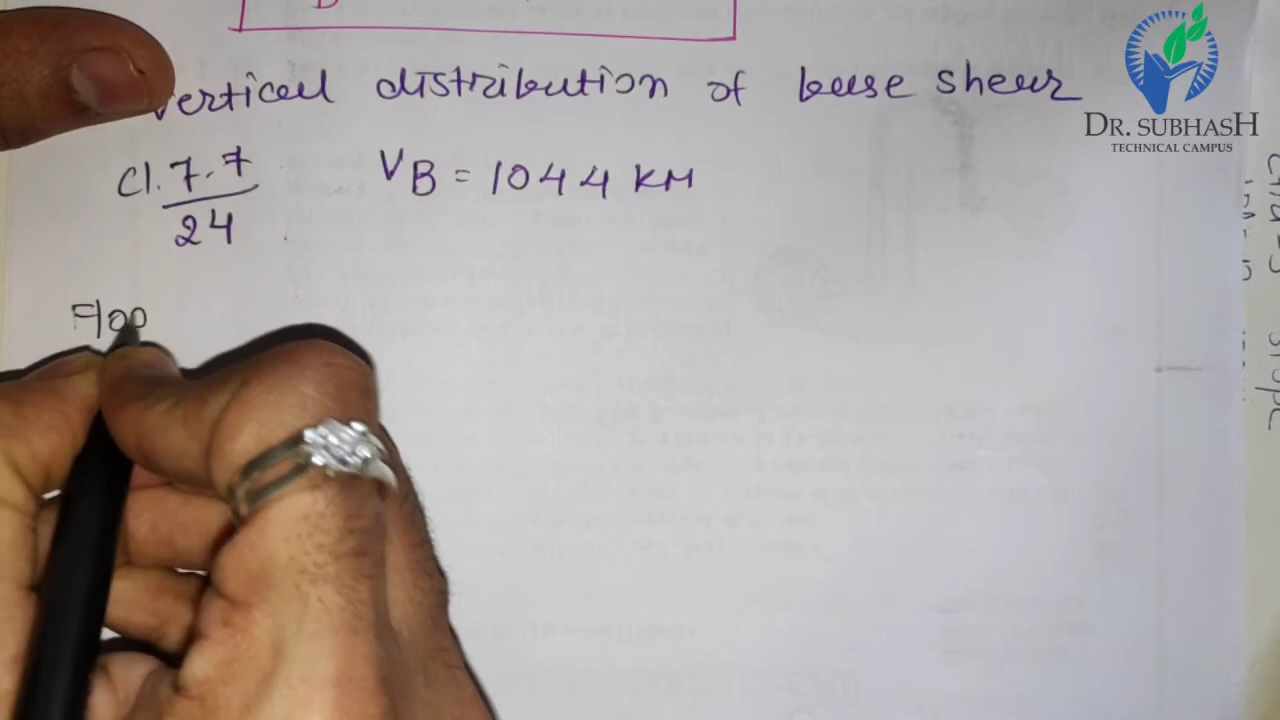 Vertical distribution of base shear
Cl. 7.7
24
VB = 1044 KN
Floo
DR. SUBHASH
TECHNICAL CAMPUS